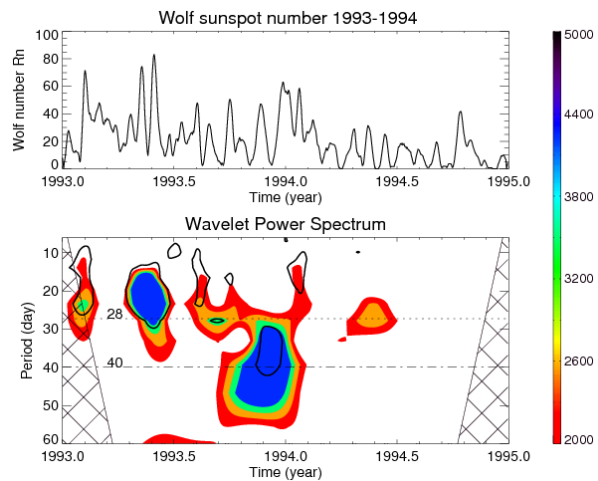 Wolf sunspot number 1993-1994
Wolf number Rn
100
80
60
40
20
0
1993.0 1993.5 1994.0 1994.5 1995.0
Time (year)
Wavelet Power Spectrum
Period (day)
10
20
30
40
50
60
28
40
1993.0 1993.5 1994.0 1994.5 1995.0
Time (year)
5000
4400
3800
3200
2600
2000